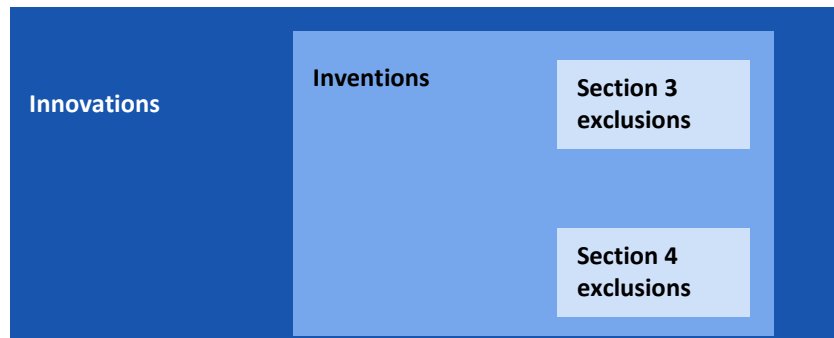 Innovations
Inventions
Section 3
exclusions
Section 4
exclusions